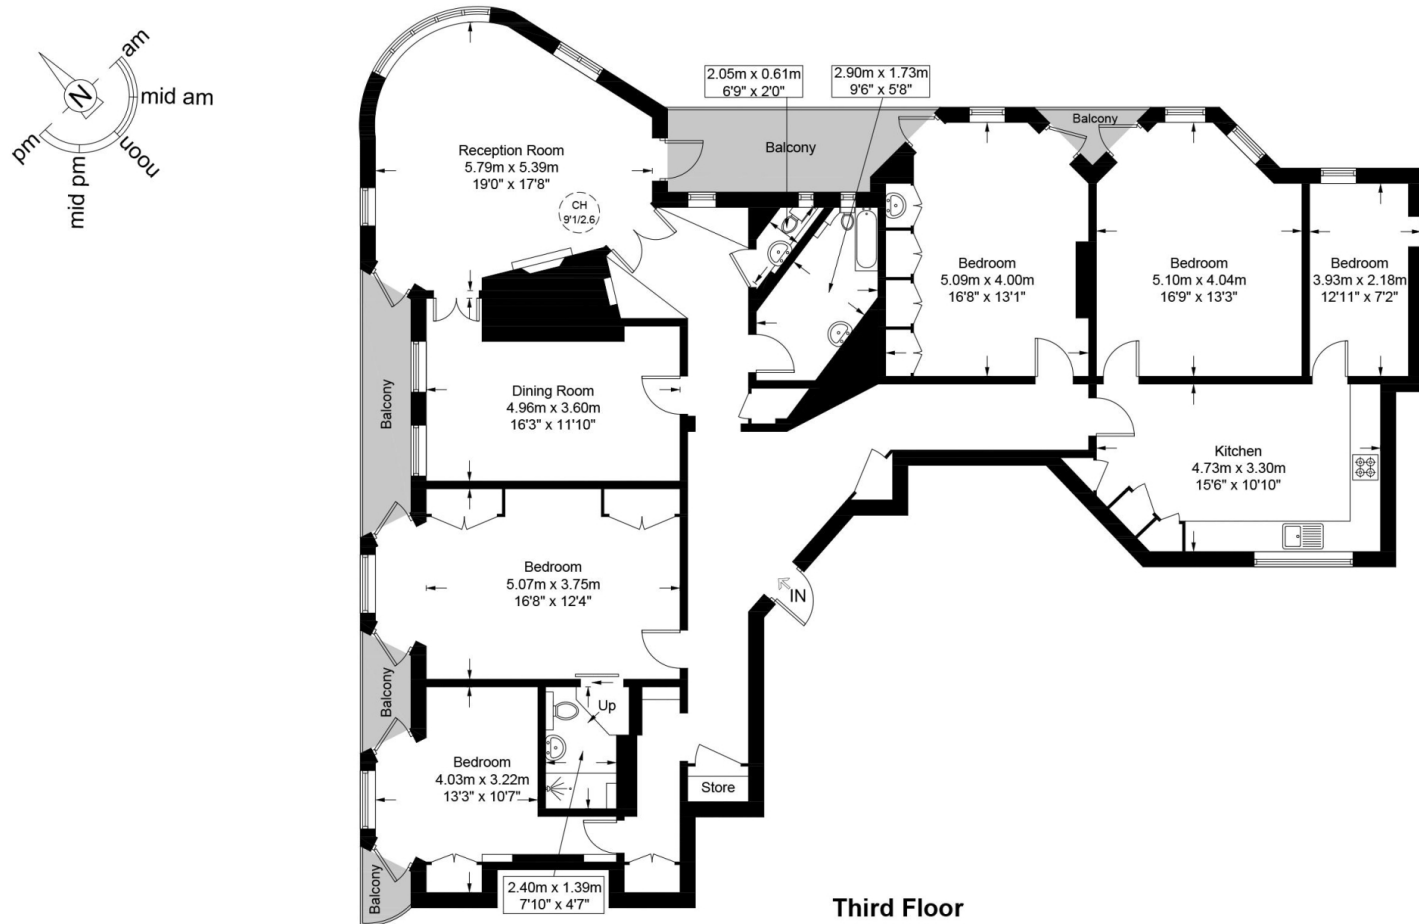 N
am
mid am
noon
mid pm
pm
2.05m x 0.61m
6'9" x 2'0"
2.90m x 1.73m
9'6" x 5'8"
Balcony
Balcony
Reception Room
5.79m x 5.39m
19'0" x 17'8"
CH
9'1/2.6
Bedroom
5.09m x 4.00m
16'8" x 13'1"
Bedroom
5.10m x 4.04m
16'9" x 13'3"
Bedroom
3.93m x 2.18m
12'11" x 7'2"
Balcony
Dining Room
4.96m x 3.60m
16'3" x 11'10"
Kitchen
4.73m x 3.30m
15'6" x 10'10"
Bedroom
5.07m x 3.75m
16'8" x 12'4"
IN
Balcony
Up
Bedroom
4.03m x 3.22m
13'3" x 10'7"
Store
Balcony
2.40m x 1.39m
7'10" x 4'7"
Third Floor